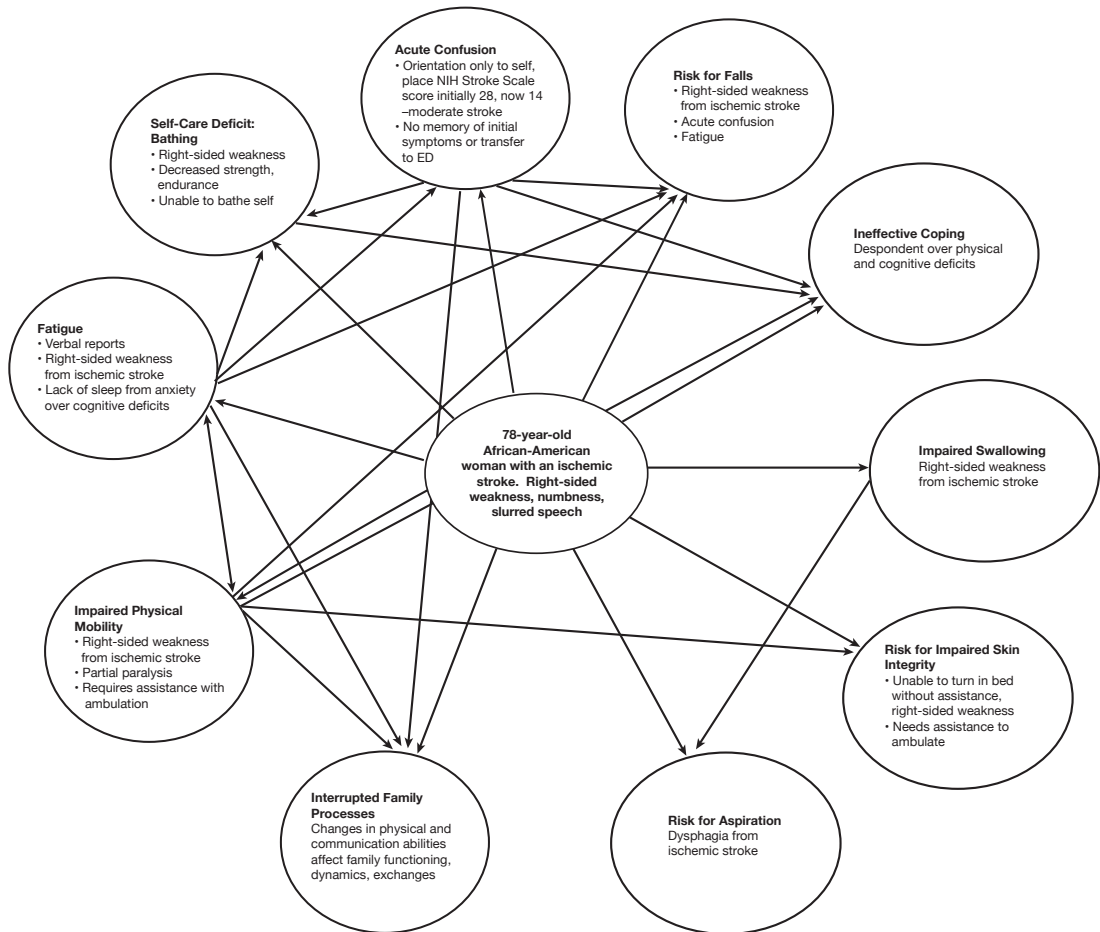 Acute Confusion
• Orientation only to self,
place NIH Stroke Scale
score initially 28, now 14
–moderate stroke
• No memory of initial
symptoms or transfer
to ED
Risk for Falls
• Right-sided weakness
from ischemic stroke
• Acute confusion
• Fatigue
Self-Care Deficit:
Bathing
• Right-sided weakness
• Decreased strength,
endurance
• Unable to bathe self
Ineffective Coping
Despondent over physical
and cognitive deficits
Fatigue
• Verbal reports
• Right-sided weakness
from ischemic stroke
• Lack of sleep from anxiety
over cognitive deficits
78-year-old
African-American
woman with an ischemic
stroke. Right-sided
weakness, numbness,
slurred speech
Impaired Swallowing
Right-sided weakness
from ischemic stroke
Impaired Physical
Mobility
• Right-sided weakness
from ischemic stroke
• Partial paralysis
• Requires assistance with
ambulation
Risk for Impaired Skin
Integrity
• Unable to turn in bed
without assistance,
right-sided weakness
• Needs assistance to
ambulate
Interrupted Family
Processes
Changes in physical and
communication abilities
affect family functioning,
dynamics, exchanges
Risk for Aspiration
Dysphagia from
ischemic stroke